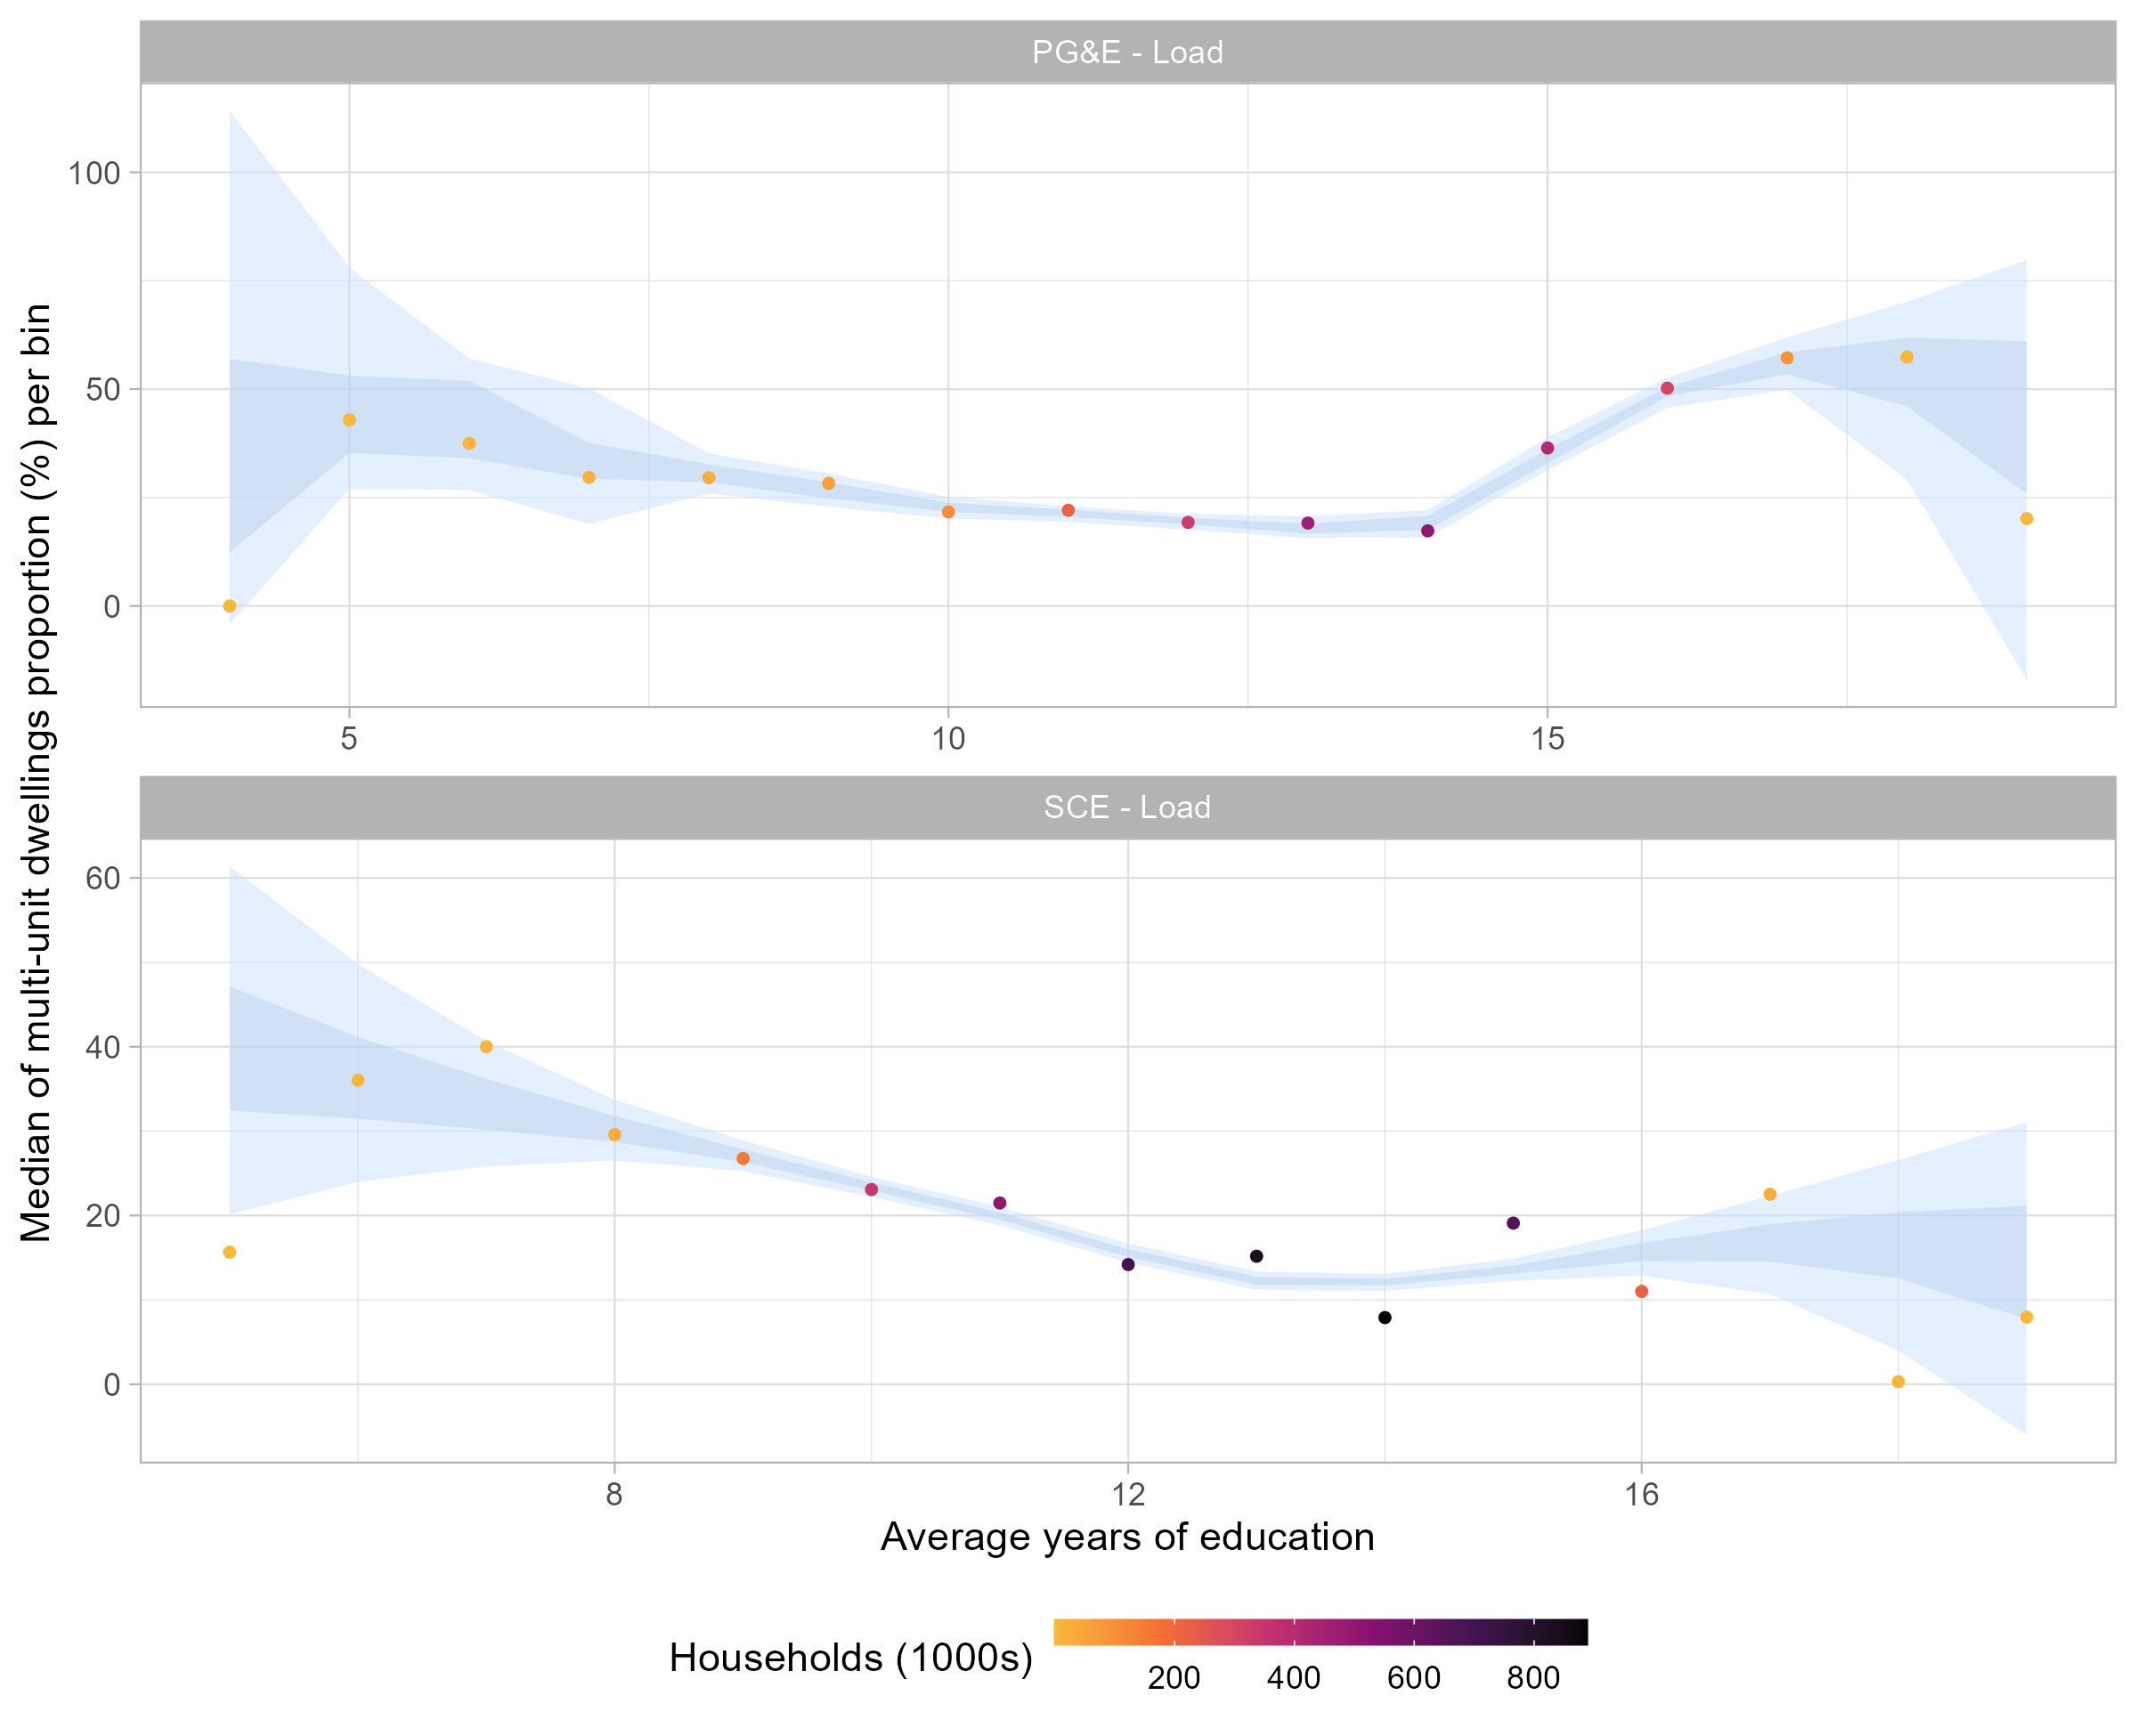 PG&E - Load
100
50
0
5 10 15
SCE - Load
60
40
20
0
8 12 16
Median of multi-unit dwellings proportion (%) per bin
Average years of education
Households (1000s)
200 400 600 800